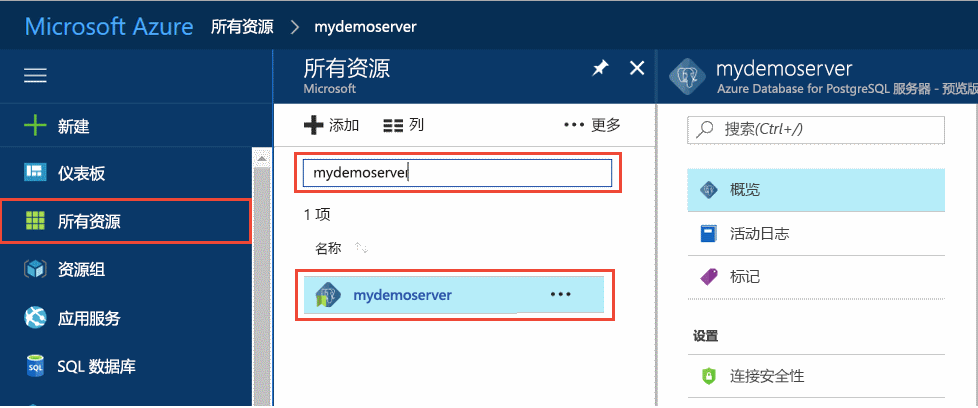 Microsoft Azure 所有资源 > mydemoserver
新建
仪表板
所有资源
资源组
应用服务
SQL 数据库
所有资源
Microsoft
添加 列 更多
mydemoserver
1 项
名称
mydemoserver
mydemoserver
Azure Database for PostgreSQL 服务器 - 预览版
搜索(Ctrl+/)
概览
活动日志
标记
设置
连接安全性